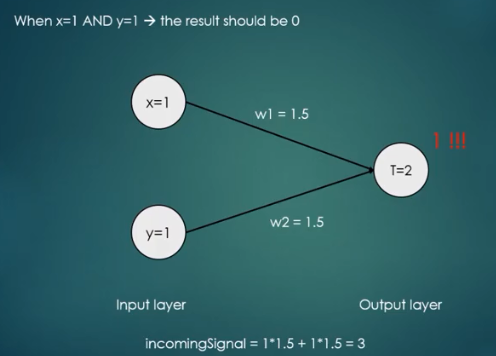 When x=1 AND y=1 → the result should be 0
x=1
w1 = 1.5
1 !!!
T=2
w2 = 1.5
y=1
Input layer
Output layer
incomingSignal = 1*1.5 + 1*1.5 = 3